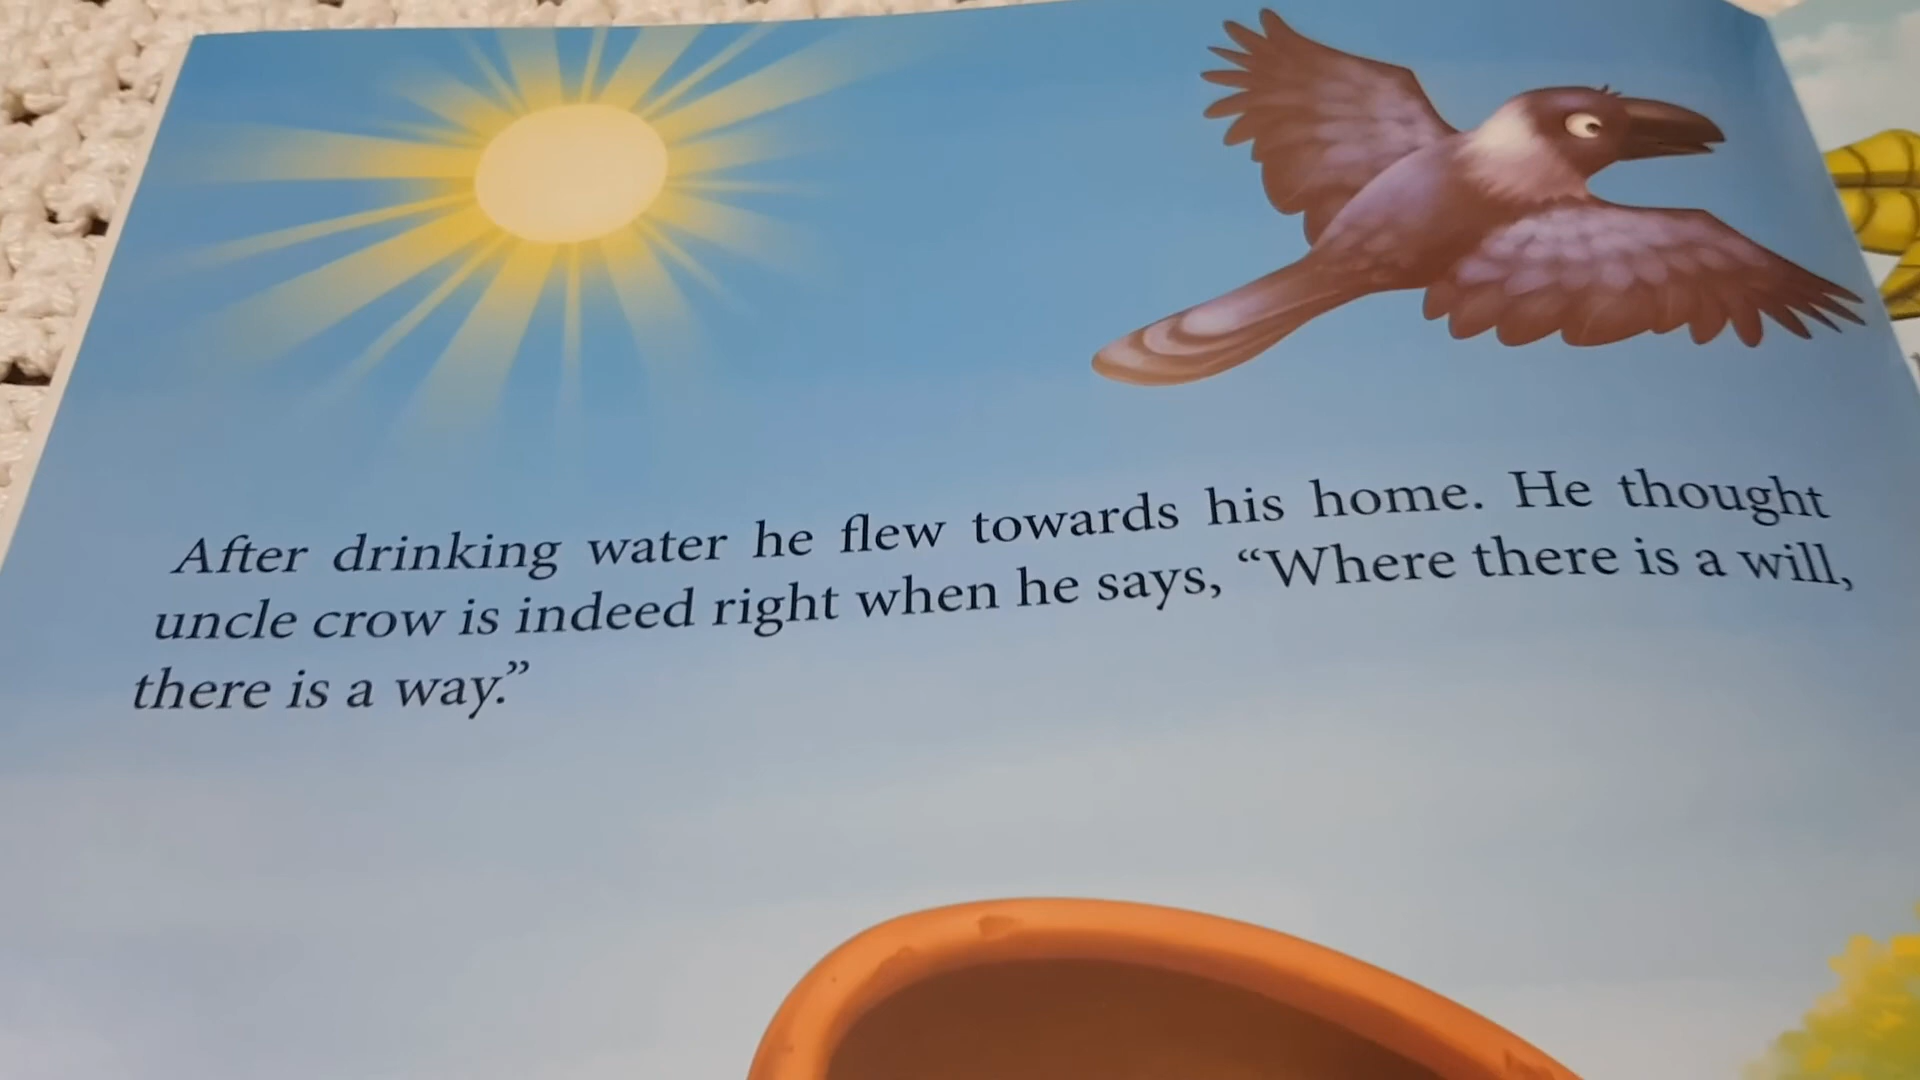 After drinking water he flew towards his home. He thought
uncle crow is indeed right when he says, “Where there is a will,
there is a way.”